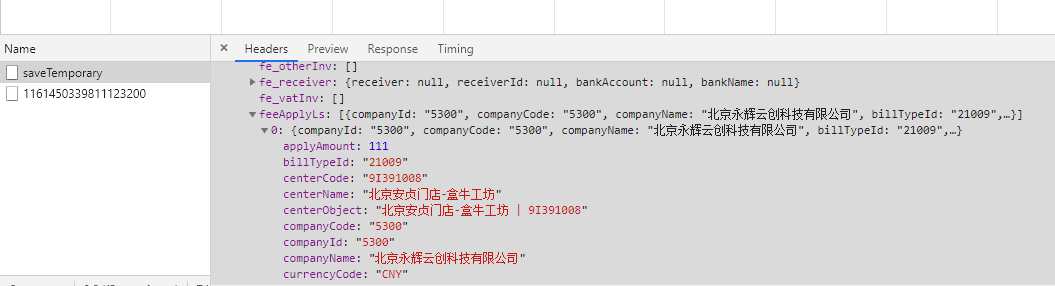 Name
× Headers Preview Response Timing
saveTemporary
1161450339811123200
fe_otherInv: []
fe_receiver: {receiver: null, receiverId: null, bankAccount: null, bankName: null}
fe_vatInv: []
feeApplyLs: [{companyId: "5300", companyCode: "5300", companyName: "北京永辉云创科技有限公司", billTypeId: "21009",…}]
0: {companyId: "5300", companyCode: "5300", companyName: "北京永辉云创科技有限公司", billTypeId: "21009",…}
applyAmount: 111
billTypeId: "21009"
centerCode: "9I391008"
centerName: "北京安贞门店-盒牛工坊"
centerObject: "北京安贞门店-盒牛工坊 | 9I391008"
companyCode: "5300"
companyId: "5300"
companyName: "北京永辉云创科技有限公司"
currencyCode: "CNY"